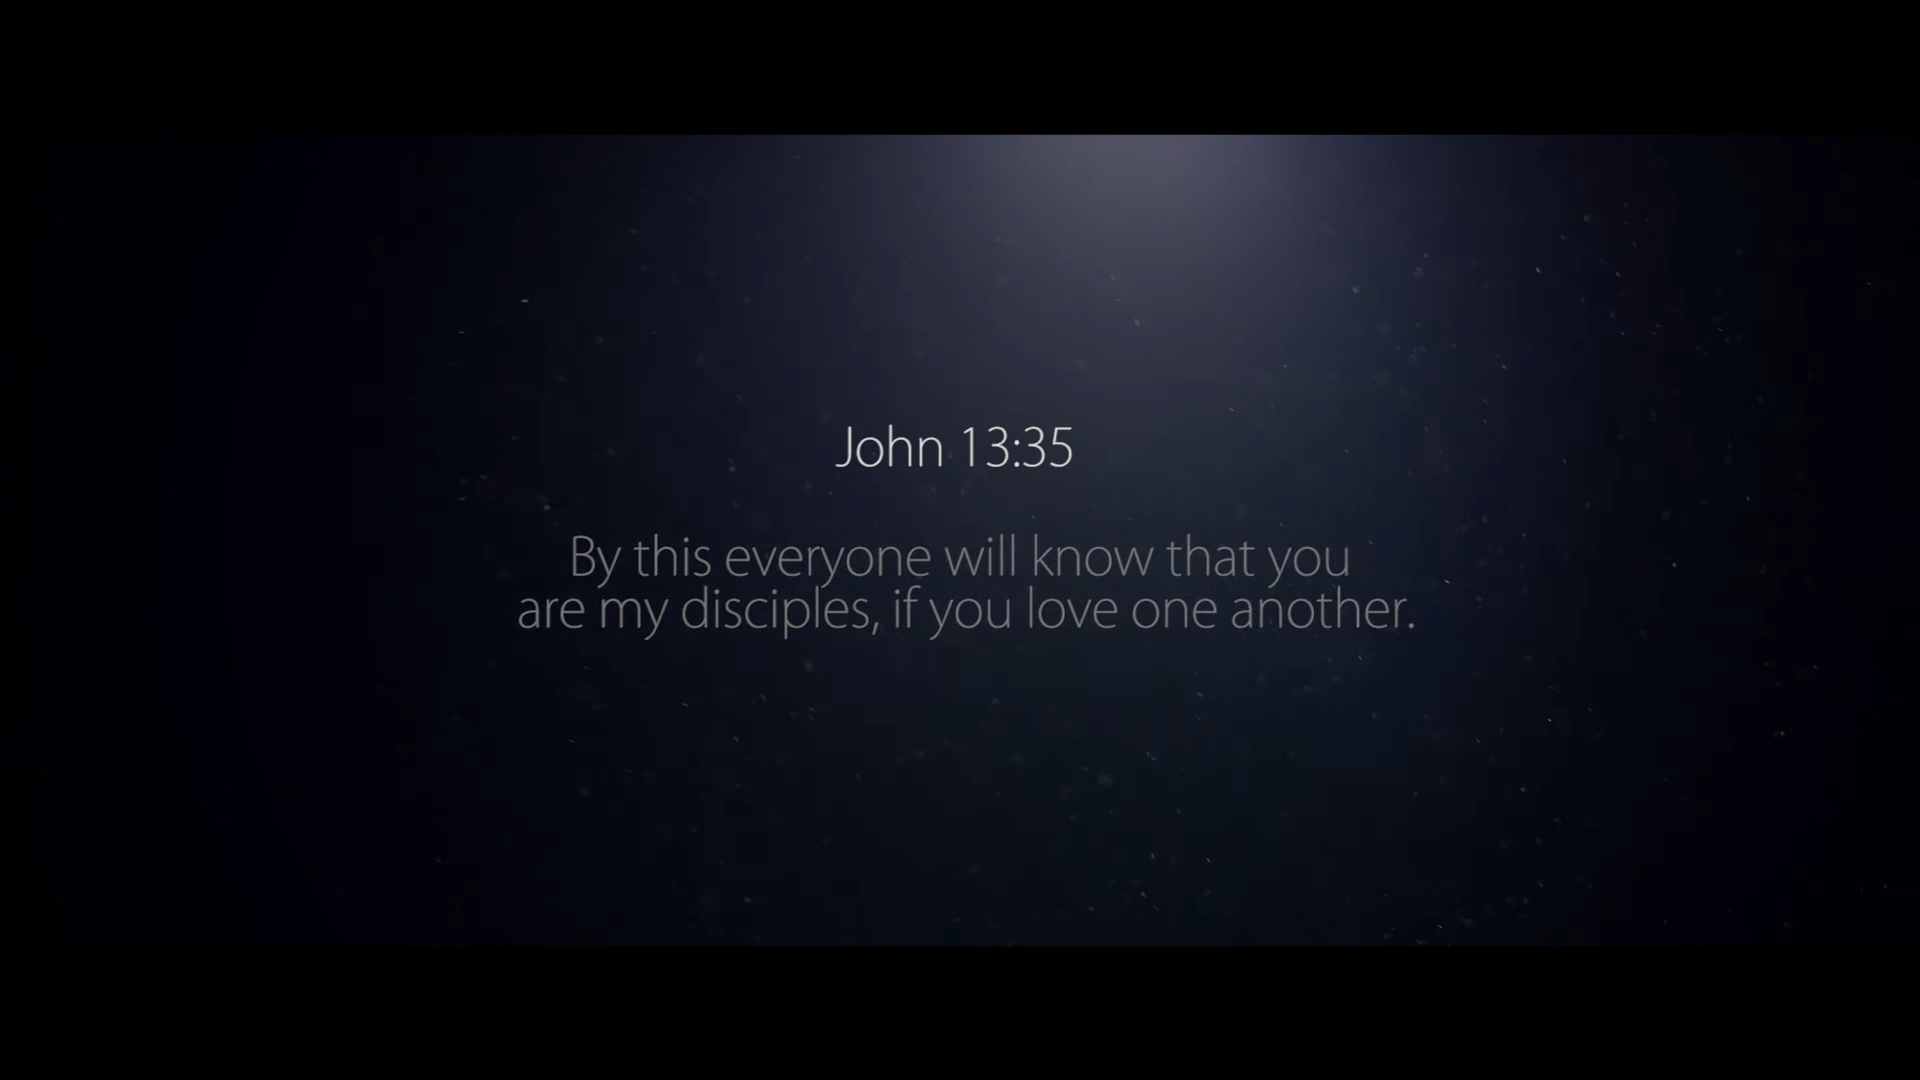 John 13:35
By this everyone will know that you
are my disciples, if you love one another.